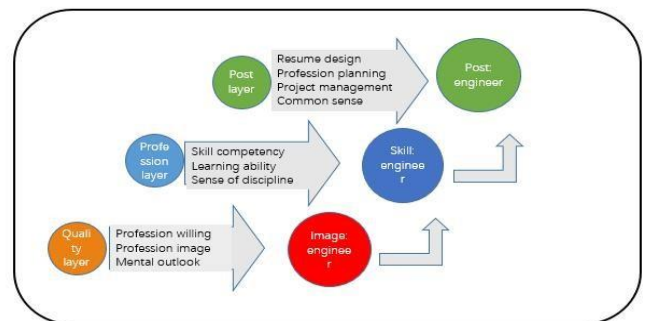 Post
layer
Resume design
Profession planning
Project management
Common sense
Post:
engineer
Profe
ssion
layer
Skill competency
Learning ability
Sense of discipline
Skill:
enginee
r
Quali
ty
layer
Profession willing
Profession image
Mental outlook
Image:
enginee
r